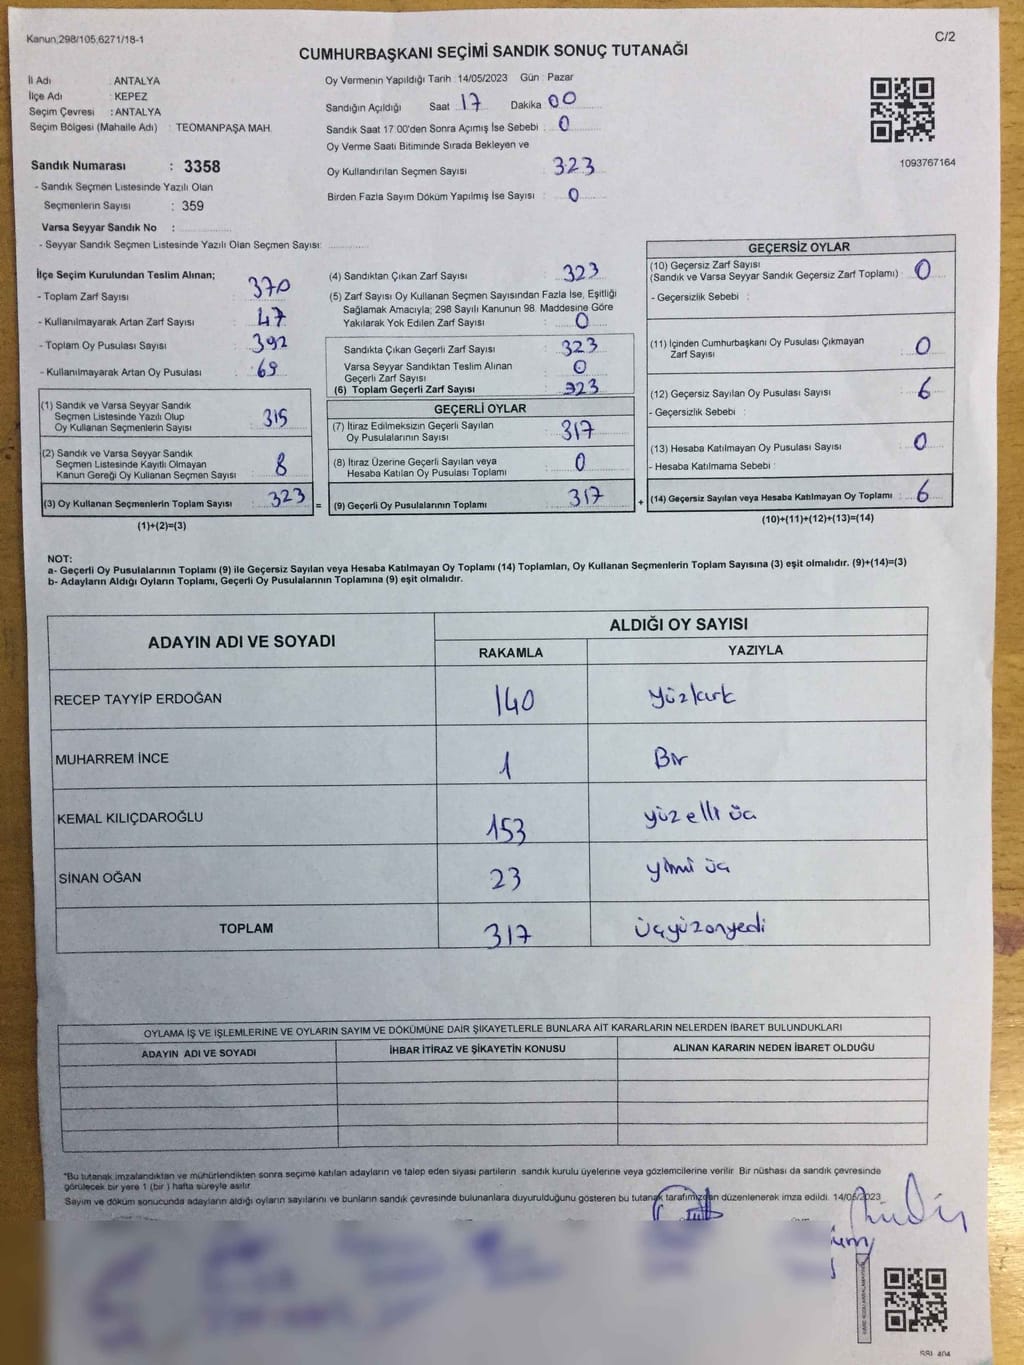 Kanun,298/105,6271/18-1
C/2
CUMHURBAŞKANI SEÇİMİ SANDIK SONUÇ TUTANAĞI
İl Adı : ANTALYA
İlçe Adı : KEPEZ
Seçim Çevresi : ANTALYA
Seçim Bölgesi (Mahalle Adı) : TEOMANPAŞA MAH.
Sandık Numarası : 3358
- Sandık Seçmen Listesinde Yazılı Olan
Seçmenlerin Sayısı : 359
Varsa Seyyar Sandık No :
- Seyyar Sandık Seçmen Listesinde Yazılı Olan Seçmen Sayısı:
Oy Vermenin Yapıldığı Tarih 14/05/2023 Gün : Pazar
Sandığın Açıldığı Saat 17 Dakika 00
Sandık Saat 17:00'den Sonra Açımış İse Sebebi : 0
Oy Verme Saati Bitiminde Sırada Bekleyen ve
Oy Kullandırılan Seçmen Sayısı 323
Birden Fazla Sayım Döküm Yapılmış İse Sayısı : 0
1093767164
İlçe Seçim Kurulundan Teslim Alınan;
- Toplam Zarf Sayısı : 370
- Kullanılmayarak Artan Zarf Sayısı : 47
- Toplam Oy Pusulası Sayısı : 392
- Kullanılmayarak Artan Oy Pusulası : 69
(1) Sandık ve Varsa Seyyar Sandık
Seçmen Listesinde Yazılı Olup
Oy Kullanan Seçmenlerin Sayısı : 315
(2) Sandık ve Varsa Seyyar Sandık
Seçmen Listesinde Kayıtlı Olmayan
Kanun Gereği Oy Kullanan Seçmen Sayısı : 8
(3) Oy Kullanan Seçmenlerin Toplam Sayısı : 323 =
(1)+(2)=(3)
(4) Sandıktan Çıkan Zarf Sayısı : 323
(5) Zarf Sayısı Oy Kullanan Seçmen Sayısından Fazla İse, Eşitliği
Sağlamak Amacıyla; 298 Sayılı Kanunun 98. Maddesine Göre
Yakılarak Yok Edilen Zarf Sayısı : 0
Sandıkta Çıkan Geçerli Zarf Sayısı : 323
Varsa Seyyar Sandıktan Teslim Alınan
Geçerli Zarf Sayısı : 0
(6) Toplam Geçerli Zarf Sayısı : 323
GEÇERLİ OYLAR
(7) İtiraz Edilmeksizin Geçerli Sayılan
Oy Pusulalarının Sayısı : 317
(8) İtiraz Üzerine Geçerli Sayılan veya
Hesaba Katılan Oy Pusulası Toplamı : 0
(9) Geçerli Oy Pusulalarının Toplamı : 317 +
GEÇERSİZ OYLAR
(10) Geçersiz Zarf Sayısı
(Sandık ve Varsa Seyyar Sandık Geçersiz Zarf Toplamı) : 0
- Geçersizlik Sebebi :
(11) İçinden Cumhurbaşkanı Oy Pusulası Çıkmayan
Zarf Sayısı : 0
(12) Geçersiz Sayılan Oy Pusulası Sayısı : 6
- Geçersizlik Sebebi :
(13) Hesaba Katılmayan Oy Pusulası Sayısı : 0
- Hesaba Katılmama Sebebi :
(14) Geçersiz Sayılan veya Hesaba Katılmayan Oy Toplamı : 6
(10)+(11)+(12)+(13)=(14)
NOT:
a- Geçerli Oy Pusulalarının Toplamı (9) ile Geçersiz Sayılan veya Hesaba Katılmayan Oy Toplamı (14) Toplamları, Oy Kullanan Seçmenlerin Toplam Sayısına (3) eşit olmalıdır. (9)+(14)=(3)
b- Adayların Aldığı Oyların Toplamı, Geçerli Oy Pusulalarının Toplamına (9) eşit olmalıdır.
ADAYIN ADI VE SOYADI
ALDIĞI OY SAYISI
RAKAMLA YAZIYLA
RECEP TAYYİP ERDOĞAN 140 yüzkırk
MUHARREM İNCE 1 Bir
KEMAL KILIÇDAROĞLU 153 yüz elli üç
SİNAN OĞAN 23 yirmi üç
TOPLAM 317 üçyüzonyedi
OYLAMA İŞ VE İŞLEMLERİNE VE OYLARIN SAYIM VE DÖKÜMÜNE DAİR ŞİKAYETLERLE BUNLARA AİT KARARLARIN NELERDEN İBARET BULUNDUKLARI
ADAYIN ADI VE SOYADI İHBAR İTİRAZ VE ŞİKAYETİN KONUSU ALINAN KARARIN NEDEN İBARET OLDUĞU
*Bu tutanak imzalandıktan ve mühürlendikten sonra seçime katılan adayların ve talep eden siyasi partilerin sandık kurulu üyelerine veya gözlemcilerine verilir. Bir nüshası da sandık çevresinde
görülecek bir yere 1 (bir) hafta süreyle asılır.
Sayım ve döküm sonucunda adayların aldığı oyların sayılarını ve bunların sandık çevresinde bulunanlara duyurulduğunu gösteren bu tutanak tarafımızdan düzenlenerek imza edildi. 14/05/2023